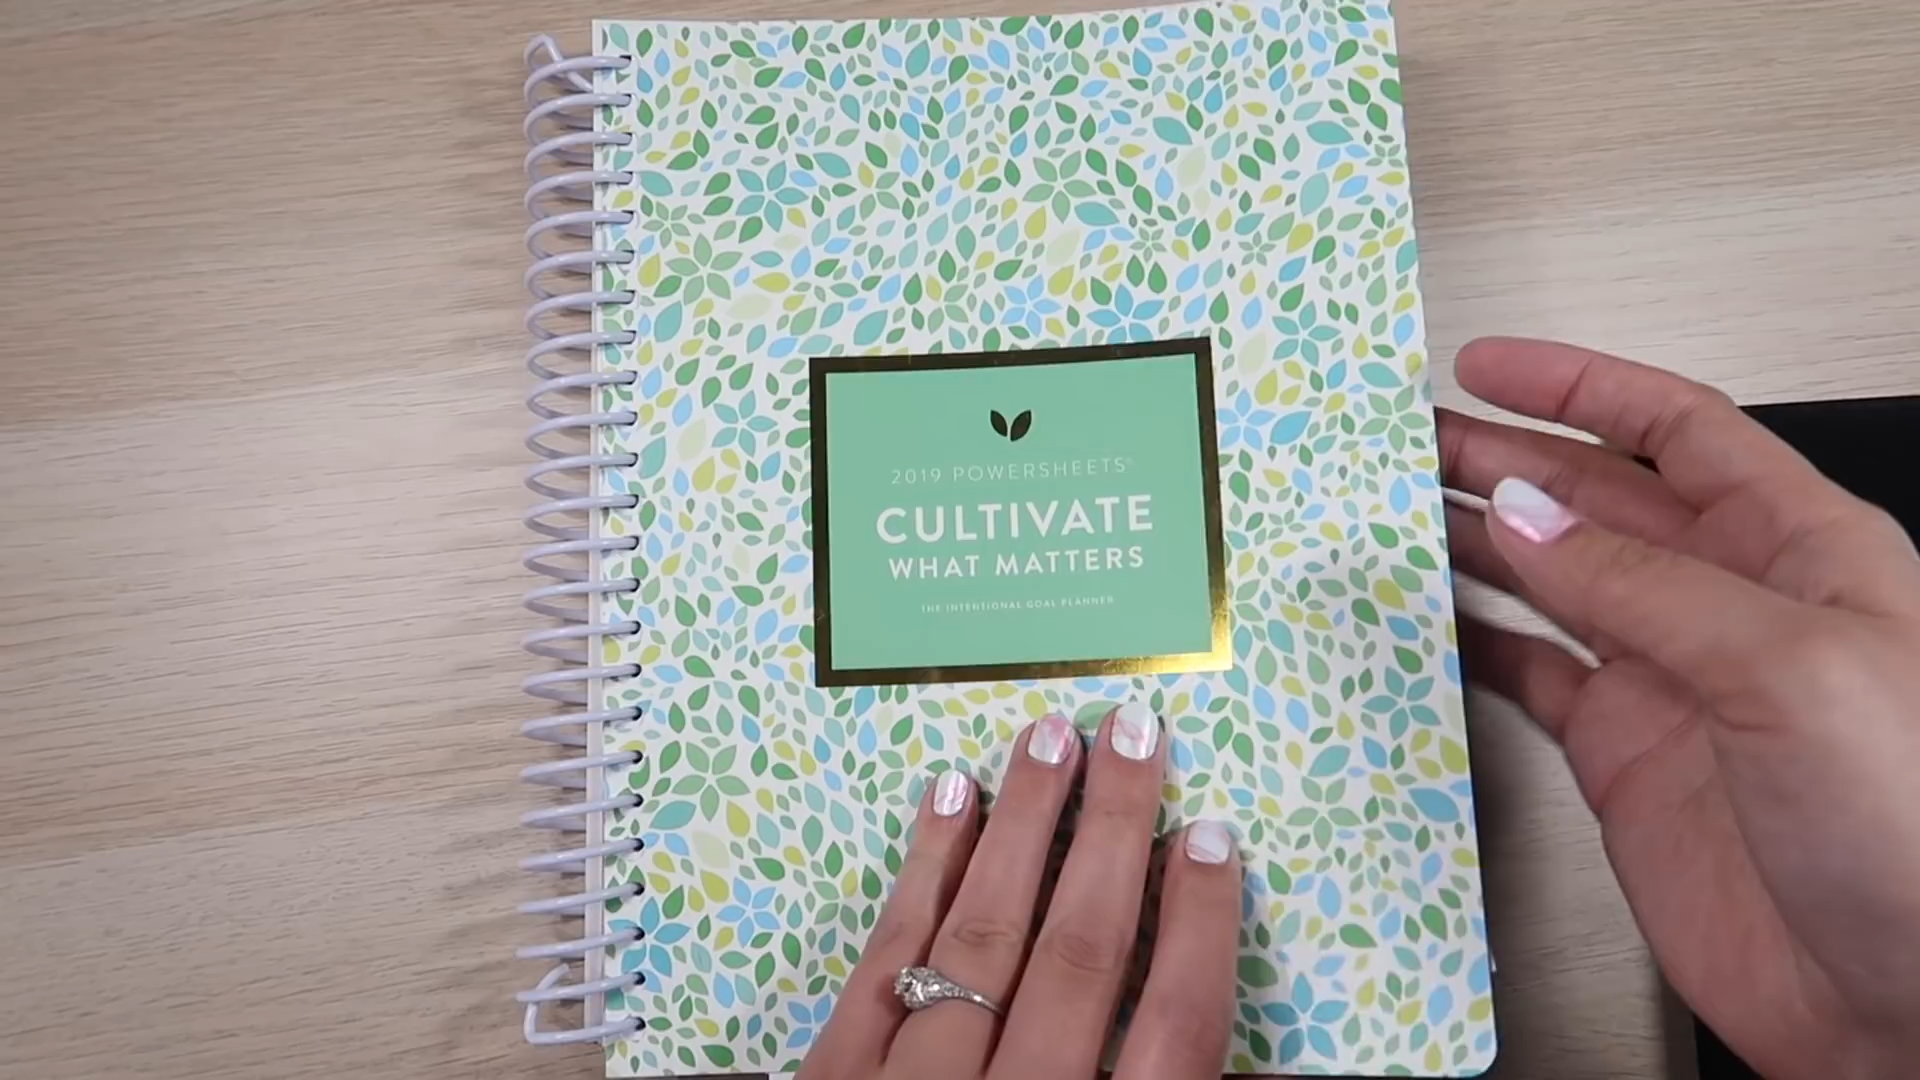 2019 POWERSHEETS®
CULTIVATE
WHAT MATTERS
THE INTENTIONAL GOAL PLANNER